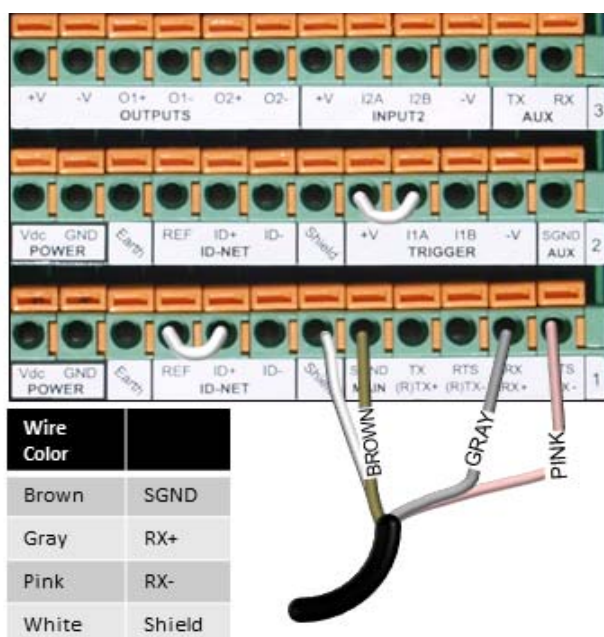 +V -V O1+ O1- O2+ O2- +V I2A I2B -V TX RX
OUTPUTS INPUT2 AUX 3
Vdc GND Earth REF ID+ ID- Shield +V I1A I1B -V SGND
POWER ID-NET TRIGGER AUX 2
Vdc GND Earth REF ID+ ID- TX RTS RX
POWER ID-NET MAIN (R)TX+ (R)TX- RX+ 1
BROWN
GRAY
PINK
Wire
Color
Brown SGND
Gray RX+
Pink RX-
White Shield